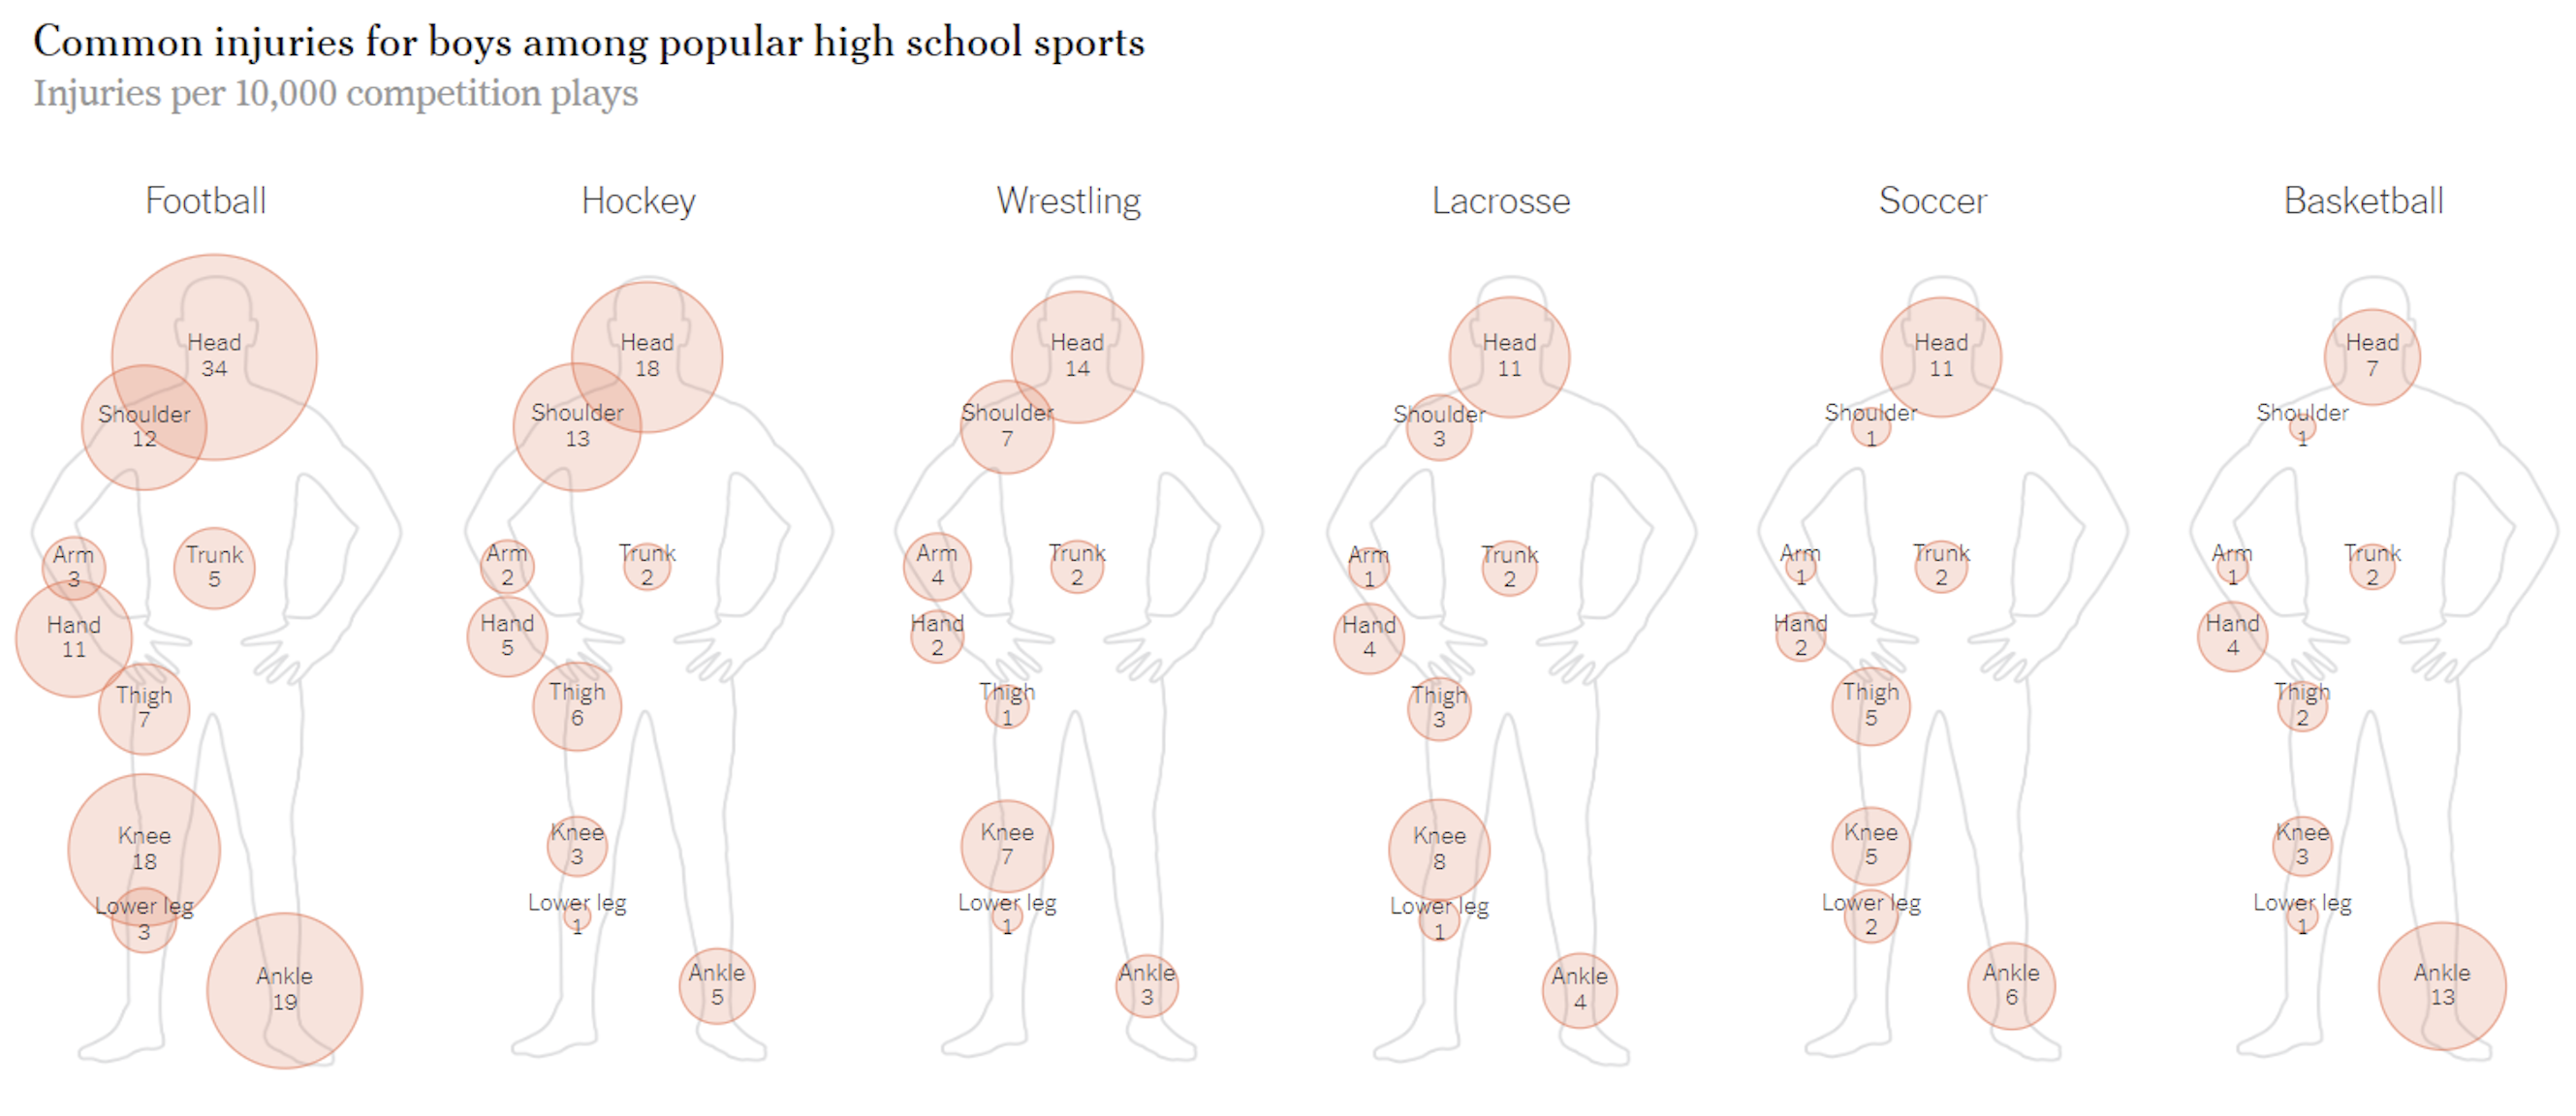 Common injuries for boys among popular high school sports
Injuries per 10,000 competition plays
Football
Head
34
Shoulder
12
Arm
3
Trunk
5
Hand
11
Thigh
7
Knee
18
Lower leg
3
Ankle
19
Hockey
Head
18
Shoulder
13
Arm
2
Trunk
2
Hand
5
Thigh
6
Knee
3
Lower leg
1
Ankle
5
Wrestling
Head
14
Shoulder
7
Arm
4
Trunk
2
Hand
2
Thigh
1
Knee
7
Lower leg
1
Ankle
3
Lacrosse
Head
11
Shoulder
3
Arm
1
Trunk
2
Hand
4
Thigh
3
Knee
8
Lower leg
1
Ankle
4
Soccer
Head
11
Shoulder
1
Arm
1
Trunk
2
Hand
2
Thigh
5
Knee
5
Lower leg
2
Ankle
6
Basketball
Head
7
Shoulder
1
Arm
1
Trunk
2
Hand
4
Thigh
2
Knee
3
Lower leg
1
Ankle
13